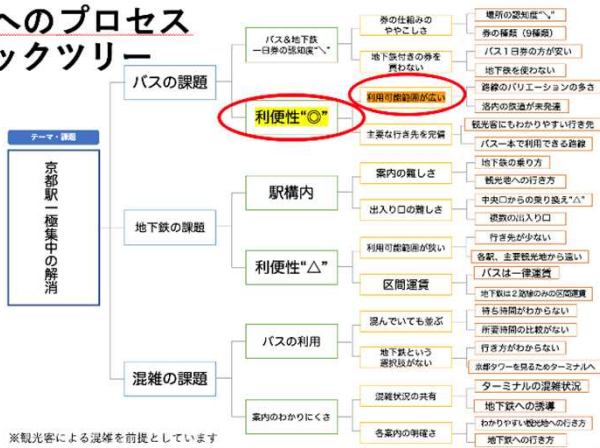 へのプロセス
ックツリー
テーマ・課題
京都駅一極集中の解消
バスの課題
バス&地下鉄
一日券の認知度"↘"
券の仕組みの
ややこしさ
場所の認知度"↘"
券の種類（9種類）
地下鉄付きの券を
買わない
バス1日券の方が安い
地下鉄を使わない
利便性"◎"
利用可能範囲が広い
路線のバリエーションの多さ
洛内の鉄道が未発達
主要な行き先を完備
観光客にもわかりやすい行き先
バス一本で利用できる路線
地下鉄の課題
駅構内
案内の難しさ
地下鉄の乗り方
観光地への行き方
出入り口の難しさ
中央口からの乗り換え"△"
複数の出入り口
利便性"△"
利用可能範囲が狭い
行き先が少ない
各駅、主要観光地から遠い
区間運賃
バスは一律運賃
地下鉄は2路線のみの区間運賃
混雑の課題
バスの利用
混んでいても並ぶ
待ち時間がわからない
所要時間の比較がない
地下鉄という
選択肢がない
行き方がわからない
京都タワーを見るためターミナルへ
案内のわかりにくさ
混雑状況の共有
ターミナルの混雑状況
地下鉄への誘導
各案内の明確さ
わかりやすい観光地への行き方
地下鉄への行き方
※観光客による混雑を前提としています